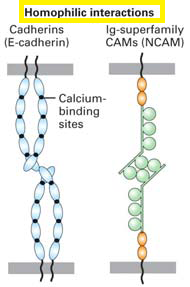 Homophilic interactions
Cadherins
(E-cadherin)
Ig-superfamily
CAMs (NCAM)
Calcium-
binding
sites